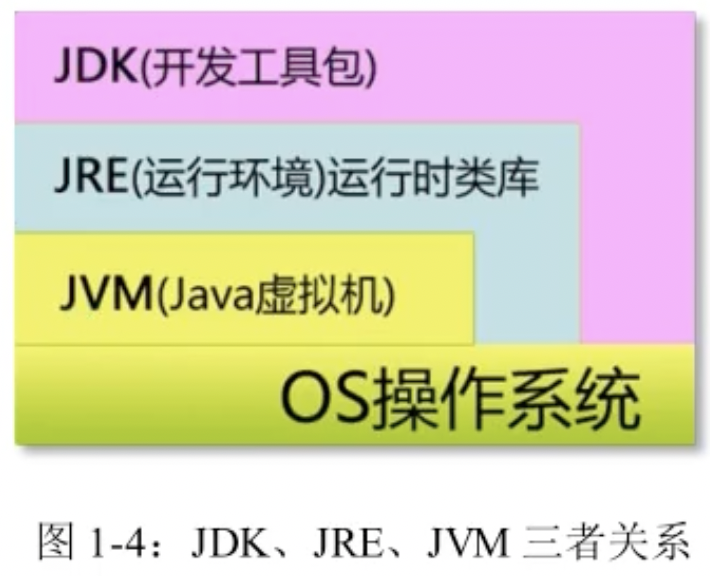 JDK(开发工具包)
JRE(运行环境)运行时类库
JVM(Java虚拟机)
OS操作系统
图 1-4：JDK、JRE、JVM 三者关系